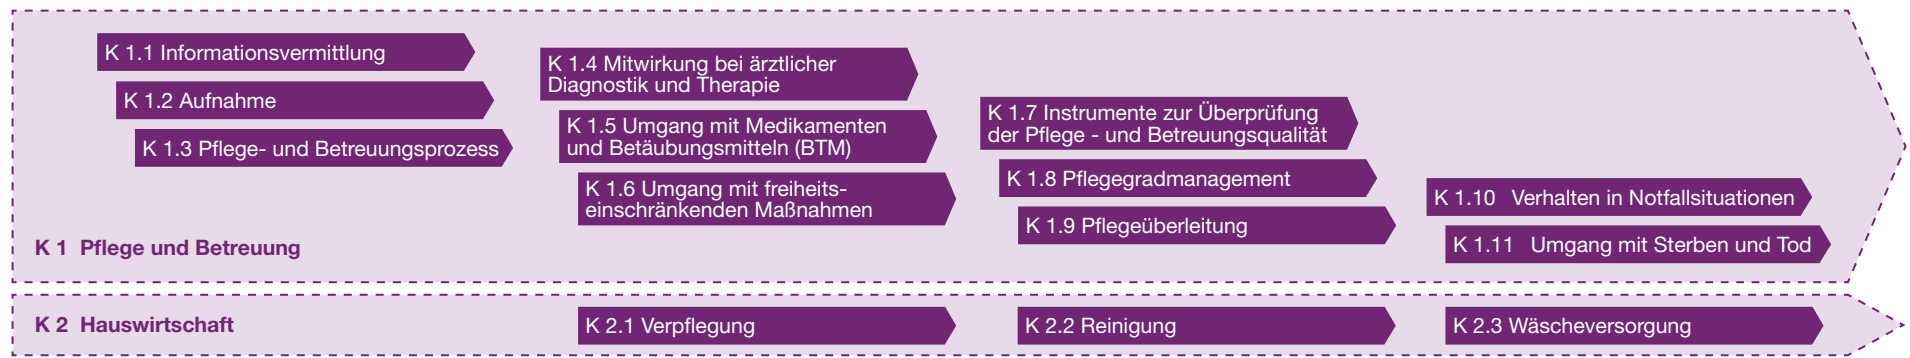 K 1.1 Informationsvermittlung
K 1.2 Aufnahme
K 1.3 Pflege- und Betreuungsprozess
K 1.4 Mitwirkung bei ärztlicher
Diagnostik und Therapie
K 1.5 Umgang mit Medikamenten
und Betäubungsmitteln (BTM)
K 1.6 Umgang mit freiheits-
einschränkenden Maßnahmen
K 1.7 Instrumente zur Überprüfung
der Pflege - und Betreuungsqualität
K 1.8 Pflegegradmanagement
K 1.9 Pflegeüberleitung
K 1.10 Verhalten in Notfallsituationen
K 1.11 Umgang mit Sterben und Tod
K 1 Pflege und Betreuung
K 2 Hauswirtschaft
K 2.1 Verpflegung
K 2.2 Reinigung
K 2.3 Wäscheversorgung